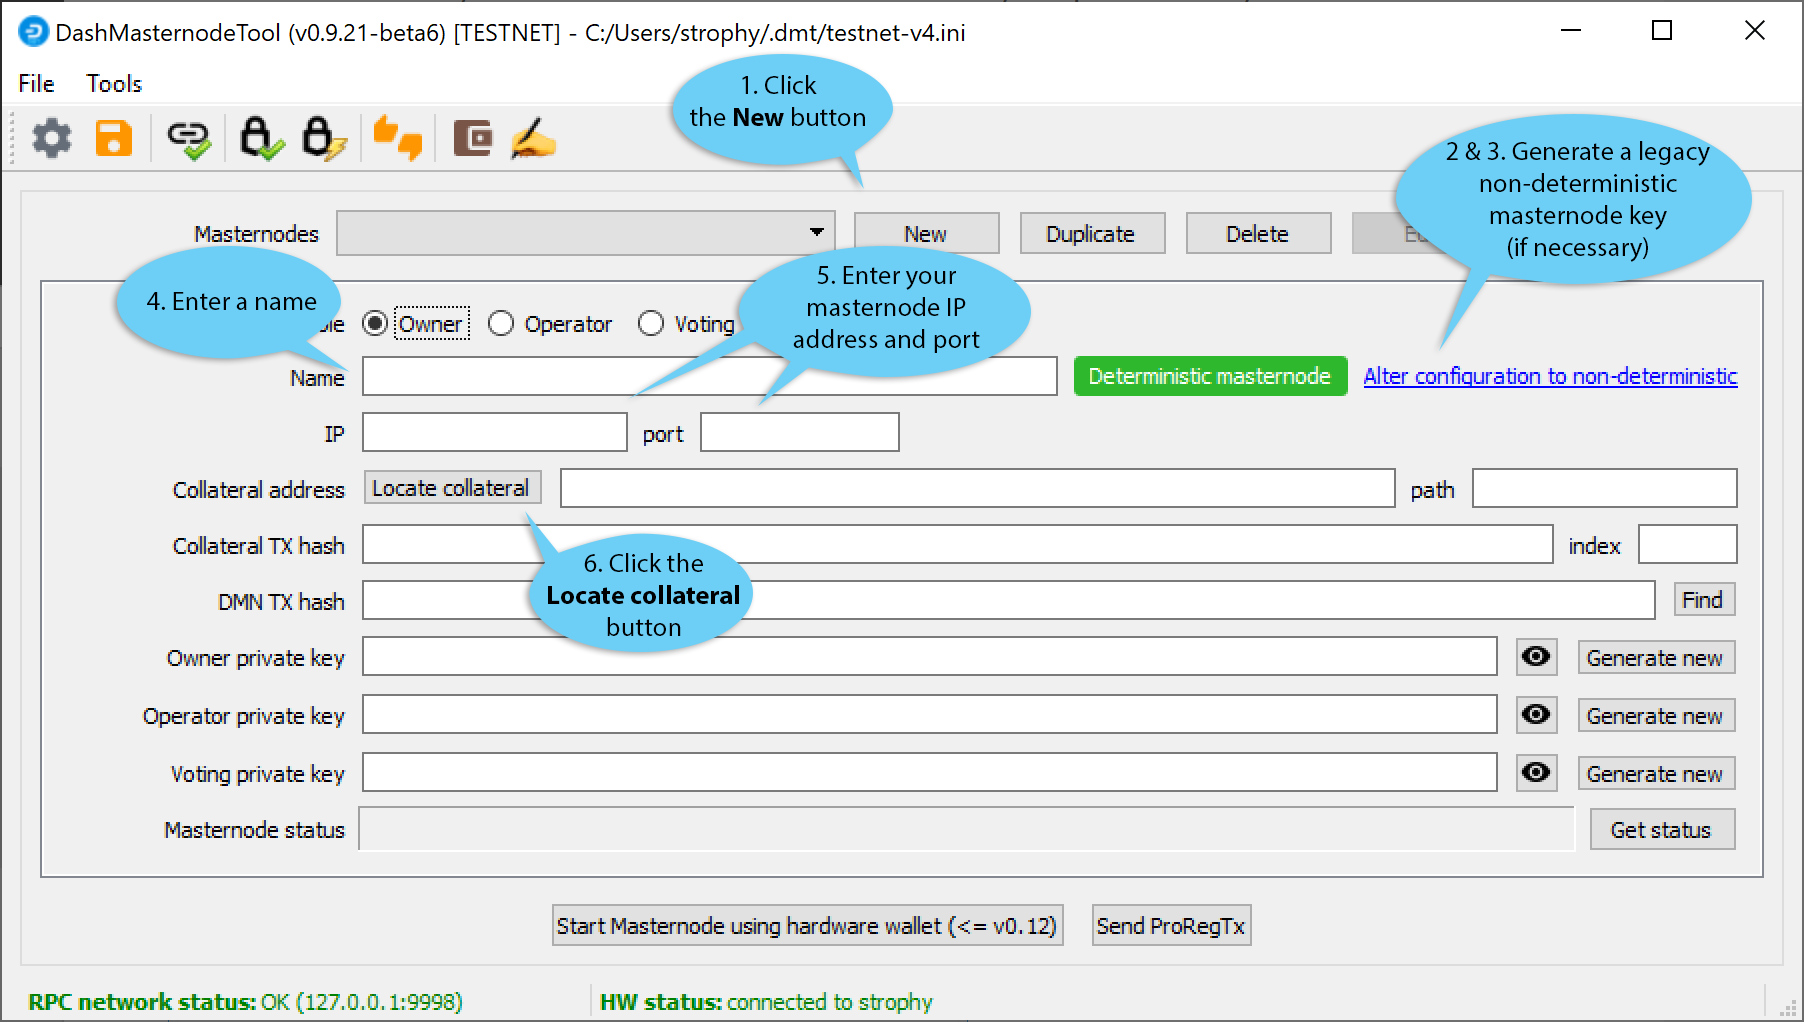 DashMasternodeTool (v0.9.21-beta6) [TESTNET] - C:/Users/strophy/.dmt/testnet-v4.ini
File Tools
1. Click
the New button
2 & 3. Generate a legacy
non-deterministic
masternode key
(if necessary)
Masternodes New Duplicate Delete
4. Enter a name
5. Enter your
masternode IP
address and port
Owner Operator Voting
Name Deterministic masternode Alter configuration to non-deterministic
IP port
Collateral address Locate collateral path
Collateral TX hash index
6. Click the
Locate collateral
button
DMN TX hash Find
Owner private key Generate new
Operator private key Generate new
Voting private key Generate new
Masternode status Get status
Start Masternode using hardware wallet (<= v0.12) Send ProRegTx
RPC network status: OK (127.0.0.1:9998) HW status: connected to strophy